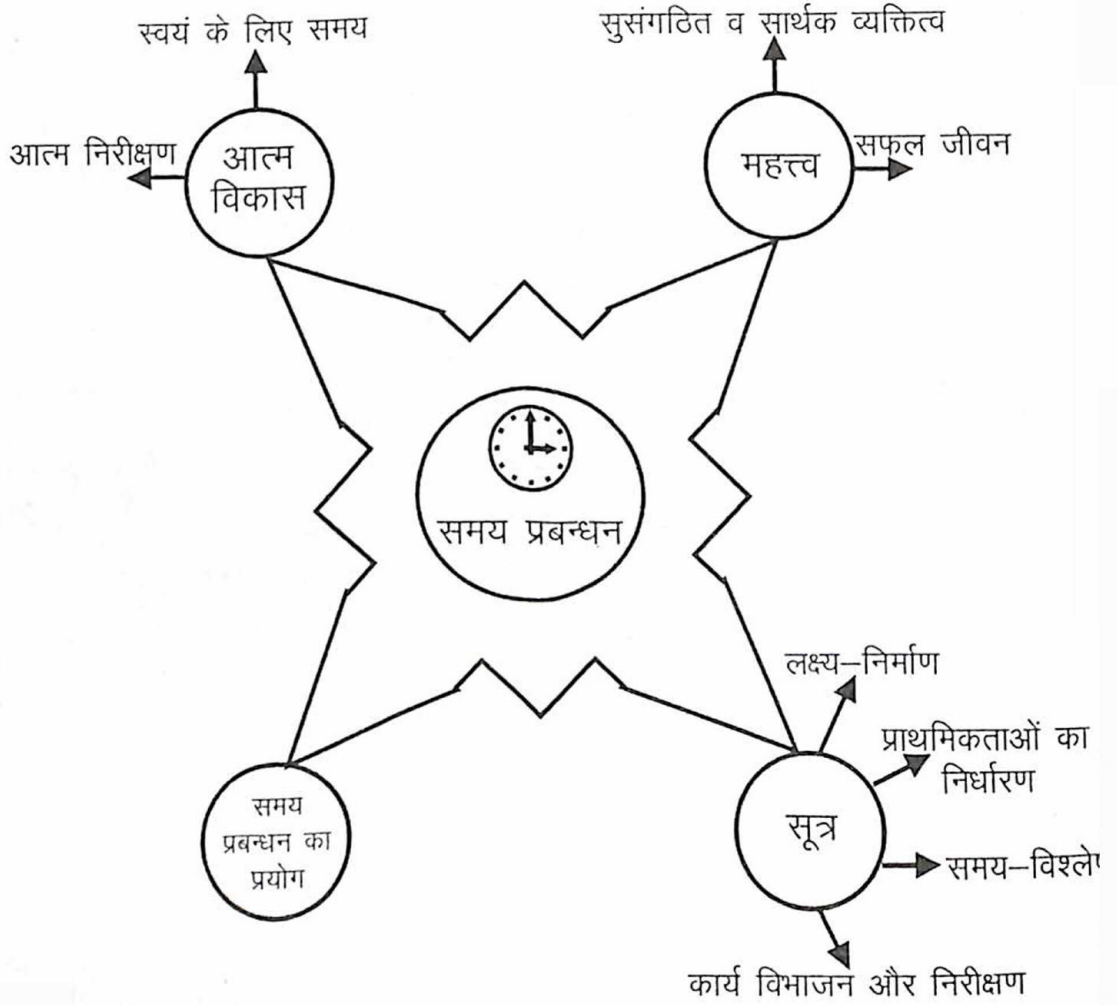 स्वयं के लिए समय
सुसंगठित व सार्थक व्यक्तित्व
आत्म निरीक्षण
आत्म
विकास
महत्त्व
सफल जीवन
समय प्रबन्धन
लक्ष्य–निर्माण
प्राथमिकताओं का
निर्धारण
समय
प्रबन्धन का
प्रयोग
सूत्र
कार्य विभाजन और निरीक्षण